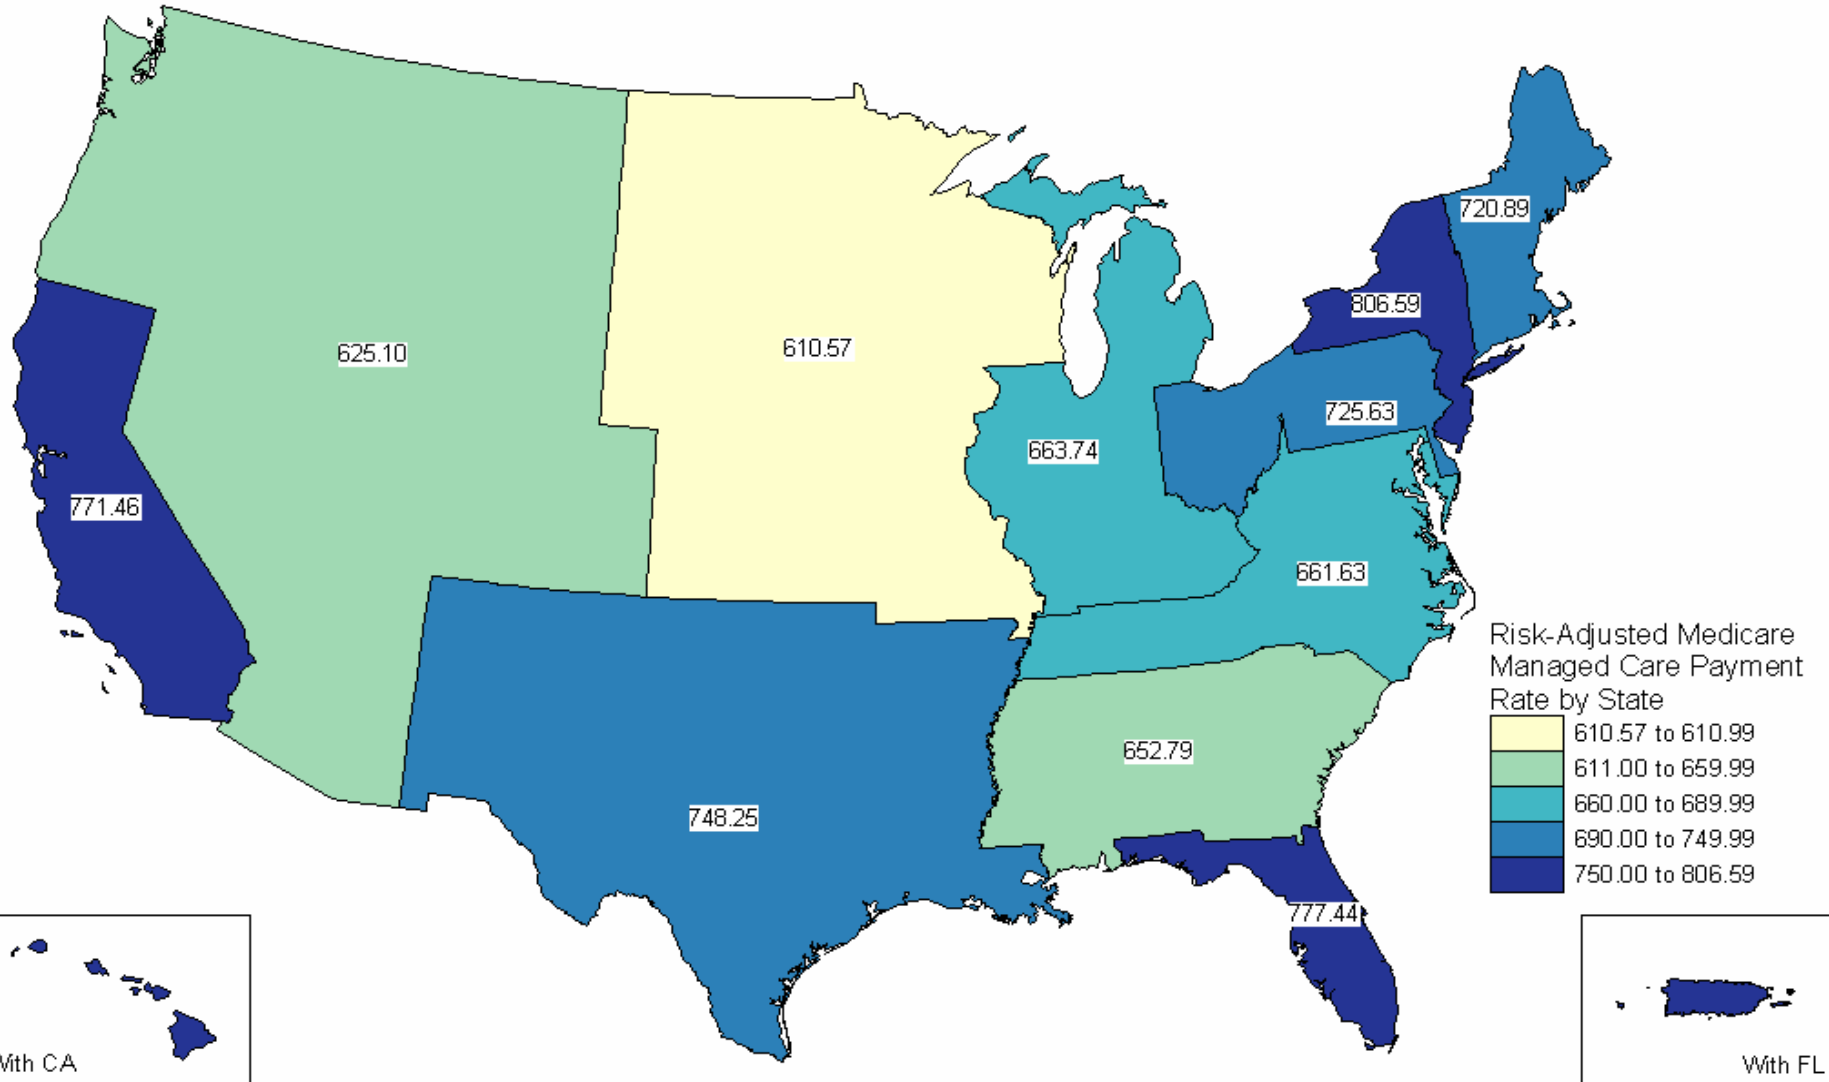 720.89
806.59
625.10
610.57
725.63
663.74
771.46
661.63
Risk-Adjusted Medicare
Managed Care Payment
Rate by State
610.57 to 610.99
611.00 to 659.99
660.00 to 689.99
690.00 to 749.99
750.00 to 806.59
652.79
748.25
777.44
With CA
With FL